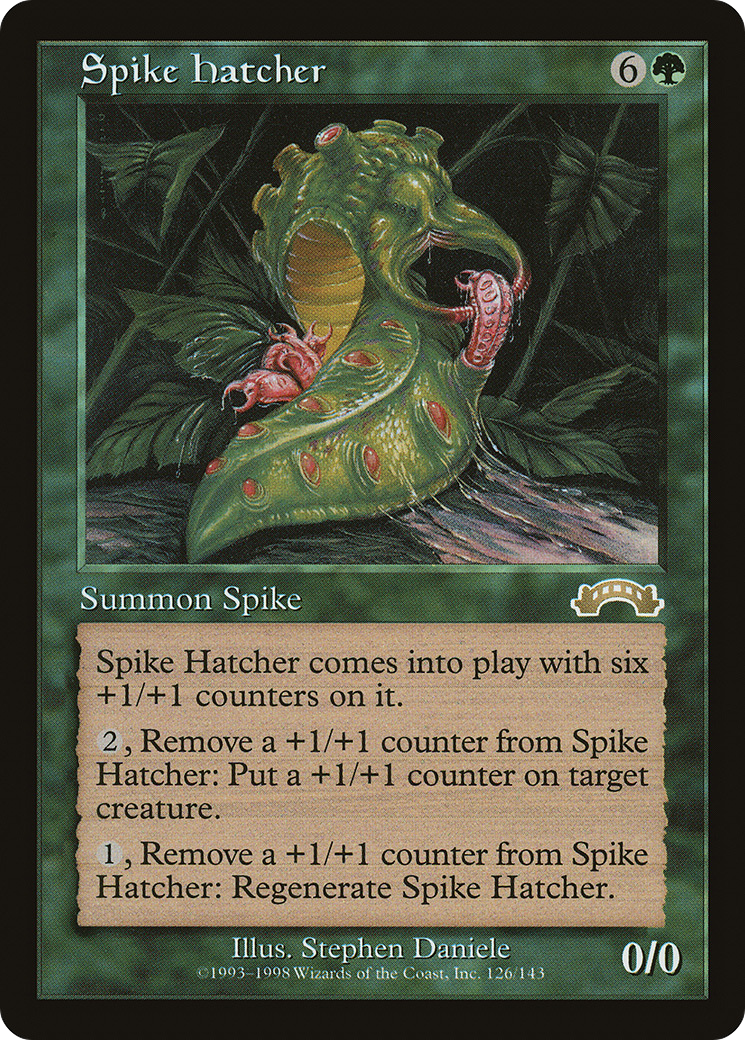 Spike Hatcher 6
Summon Spike
Spike Hatcher comes into play with six
+1/+1 counters on it.
2, Remove a +1/+1 counter from Spike
Hatcher: Put a +1/+1 counter on target
creature.
1, Remove a +1/+1 counter from Spike
Hatcher: Regenerate Spike Hatcher.
Illus. Stephen Daniele
©1993–1998 Wizards of the Coast, Inc. 126/143
0/0